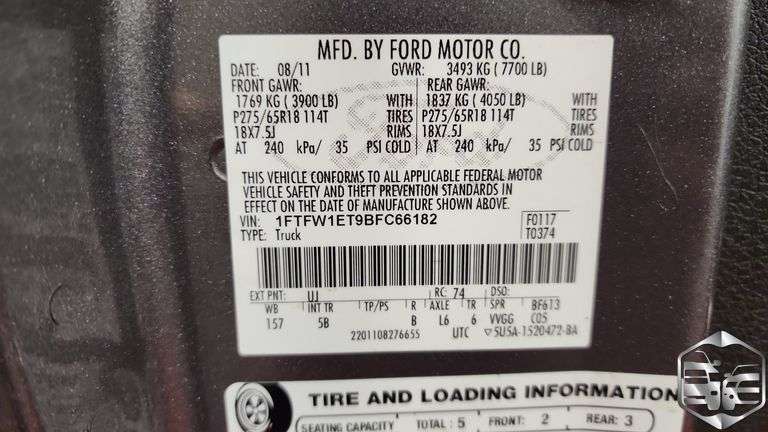 MFD. BY FORD MOTOR CO.
DATE: 08/11 GVWR: 3493 KG ( 7700 LB)
FRONT GAWR: REAR GAWR:
1769 KG ( 3900 LB) WITH 1837 KG ( 4050 LB) WITH
P275/65R18 114T TIRES P275/65R18 114T TIRES
18X7.5J RIMS 18X7.5J RIMS
AT 240 kPa/ 35 PSI COLD AT 240 kPa/ 35 PSI COLD
THIS VEHICLE CONFORMS TO ALL APPLICABLE FEDERAL MOTOR
VEHICLE SAFETY AND THEFT PREVENTION STANDARDS IN
EFFECT ON THE DATE OF MANUFACTURE SHOWN ABOVE.
VIN: 1FTFW1ET9BFC66182 F0117
TYPE: Truck T0374
EXT PNT: UJ RC: 74 DSO:
WB INT TR TP/PS R AXLE TR SPR BF613
157 5B B L6 6 VVGG C05
2201108276655 UTC ▽5U5A-1520472-BA
TIRE AND LOADING INFORMATION
SEATING CAPACITY TOTAL : 5 FRONT: 2 REAR: 3